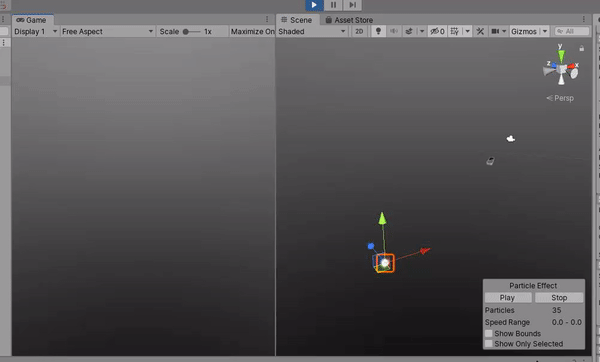 Game
Scene
Asset Store
Display 1
Free Aspect
Scale
1x
Maximize On
Shaded
2D
0
Gizmos
All
y
z
x
Persp
Particle Effect
Play
Stop
Particles
35
Speed Range
0.0 - 0.0
Show Bounds
Show Only Selected